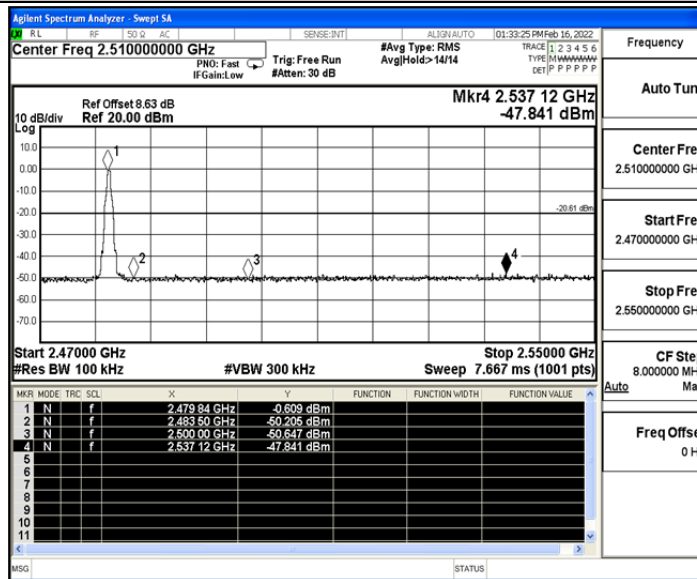 Agilent Spectrum Analyzer - Swept SA
LXI RL RF 50 Ω AC SENSE:INT ALIGN AUTO 01:33:25 PM Feb 16, 2022
Center Freq 2.510000000 GHz #Avg Type: RMS TRACE 1 2 3 4 5 6
PNO: Fast Trig: Free Run Avg|Hold:>14/14 TYPE M WWWWW
IFGain:Low #Atten: 30 dB DET P P P P P P
Ref Offset 8.63 dB Mkr4 2.537 12 GHz
10 dB/div Ref 20.00 dBm -47.841 dBm
Log
10.0
1
0.00
-10.0
-20.0
-20.61 dBm
-30.0
-40.0
2 3 4
-50.0
-60.0
-70.0
Start 2.47000 GHz Stop 2.55000 GHz
#Res BW 100 kHz #VBW 300 kHz Sweep 7.667 ms (1001 pts)
MKR MODE TRC SCL X Y FUNCTION FUNCTION WIDTH FUNCTION VALUE
1 N f 2.479 84 GHz -0.609 dBm
2 N f 2.483 50 GHz -50.205 dBm
3 N f 2.500 00 GHz -50.647 dBm
4 N f 2.537 12 GHz -47.841 dBm
5
6
7
8
9
10
11
MSG STATUS
Frequency
Auto Tun
Center Fre
2.510000000 GH
Start Fre
2.470000000 GH
Stop Fre
2.550000000 GH
CF Ste
8.000000 MH
Auto Ma
Freq Offse
0 H